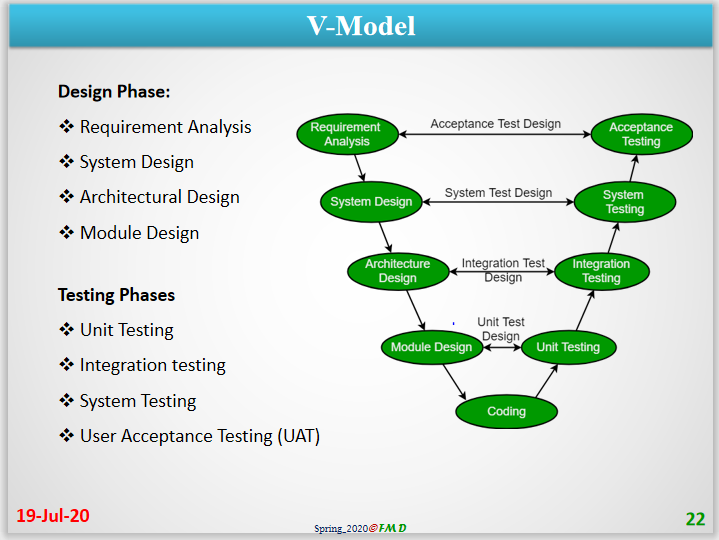 V-Model
Design Phase:
❖ Requirement Analysis
❖ System Design
❖ Architectural Design
❖ Module Design
Testing Phases
❖ Unit Testing
❖ Integration testing
❖ System Testing
❖ User Acceptance Testing (UAT)
Requirement
Analysis
Acceptance Test Design
Acceptance
Testing
System Design
System Test Design
System
Testing
Architecture
Design
Integration Test
Design
Integration
Testing
Module Design
Unit Test
Design
Unit Testing
Coding
19-Jul-20
Spring_2020©FMD
22